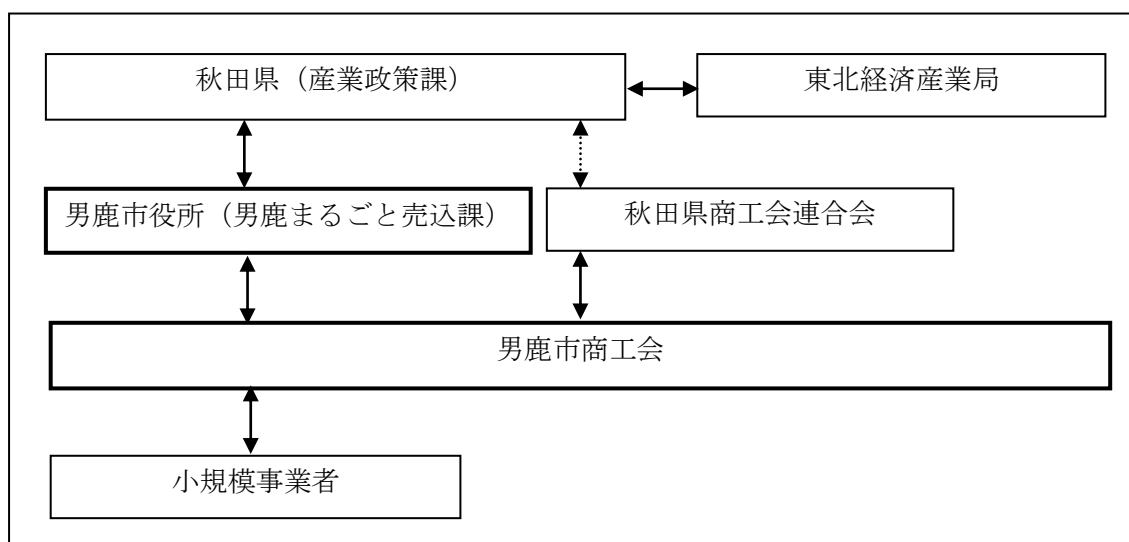 秋田県（産業政策課）
東北経済産業局
男鹿市役所（男鹿まるごと売込課）
秋田県商工会連合会
男鹿市商工会
小規模事業者